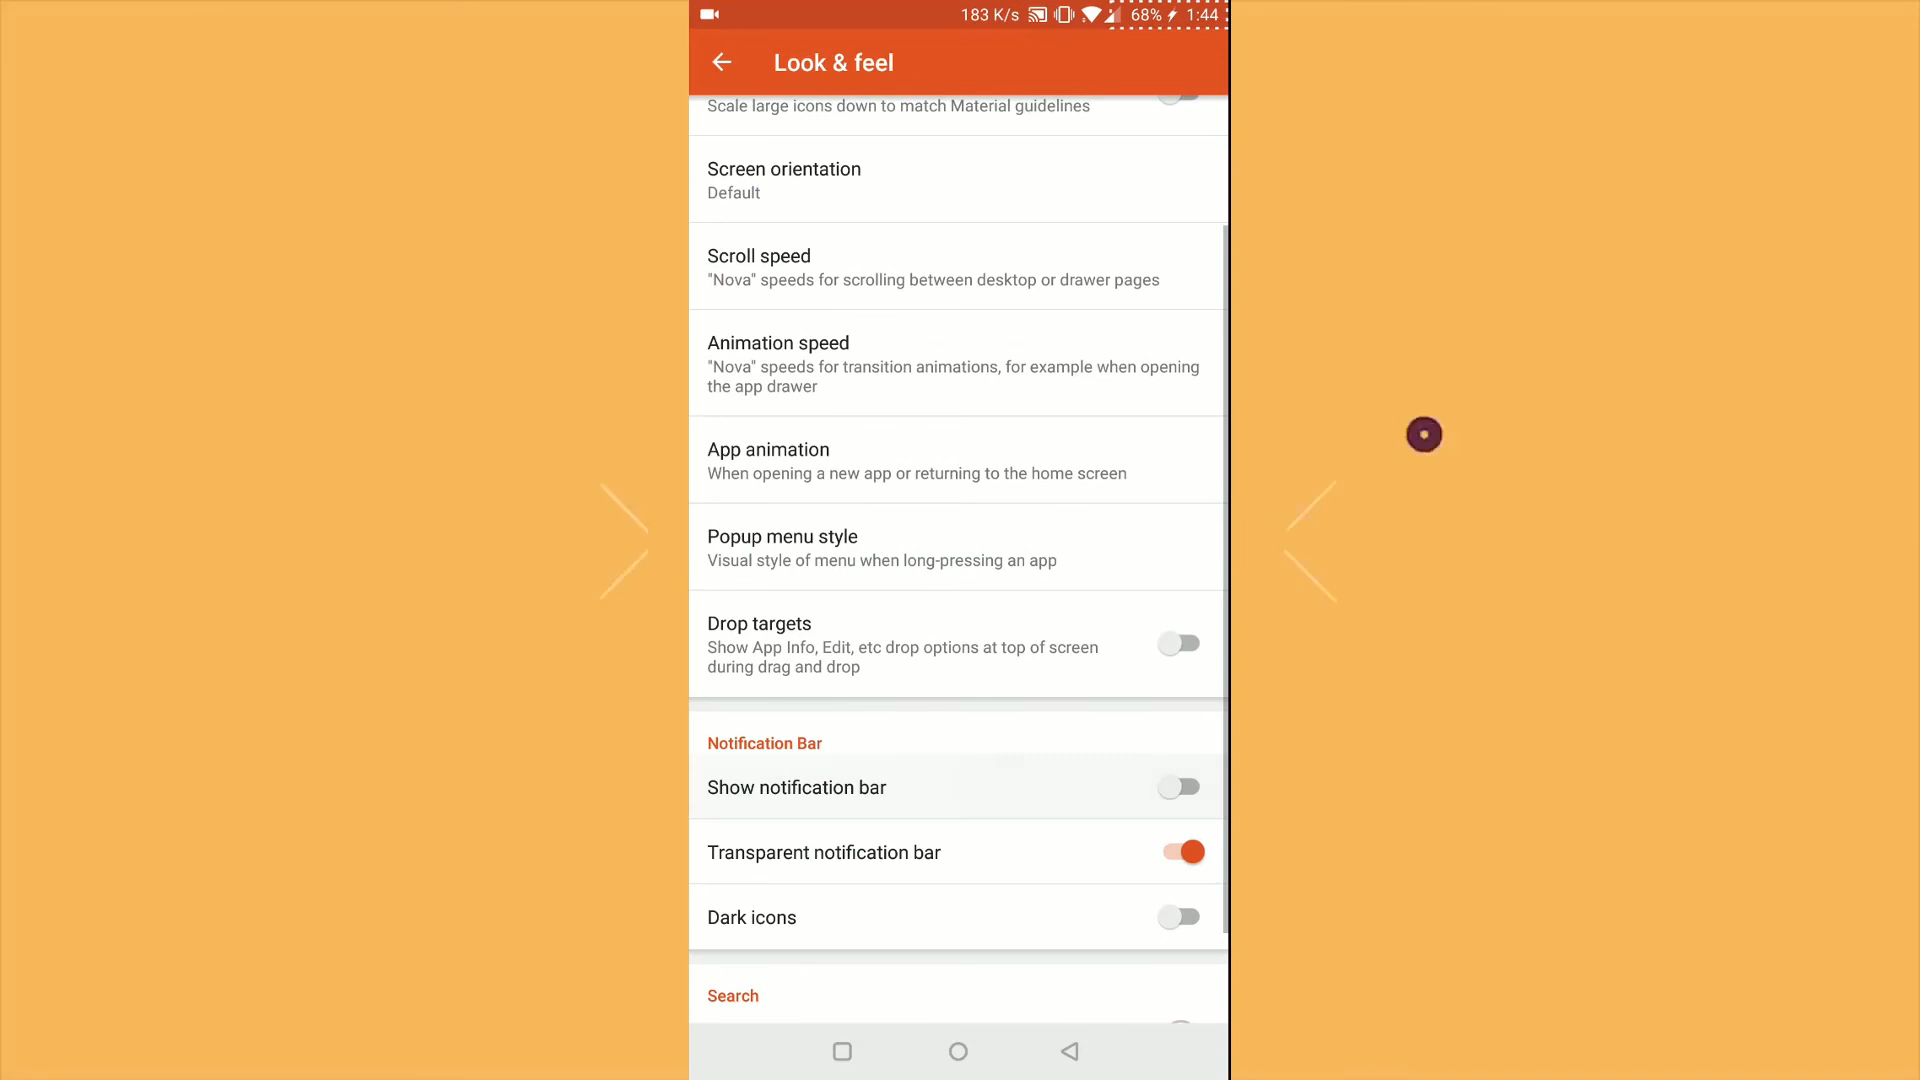 183 K/s 68% 1:44
Look & feel
Scale large icons down to match Material guidelines
Screen orientation
Default
Scroll speed
"Nova" speeds for scrolling between desktop or drawer pages
Animation speed
"Nova" speeds for transition animations, for example when opening
the app drawer
App animation
When opening a new app or returning to the home screen
Popup menu style
Visual style of menu when long-pressing an app
Drop targets
Show App Info, Edit, etc drop options at top of screen
during drag and drop
Notification Bar
Show notification bar
Transparent notification bar
Dark icons
Search